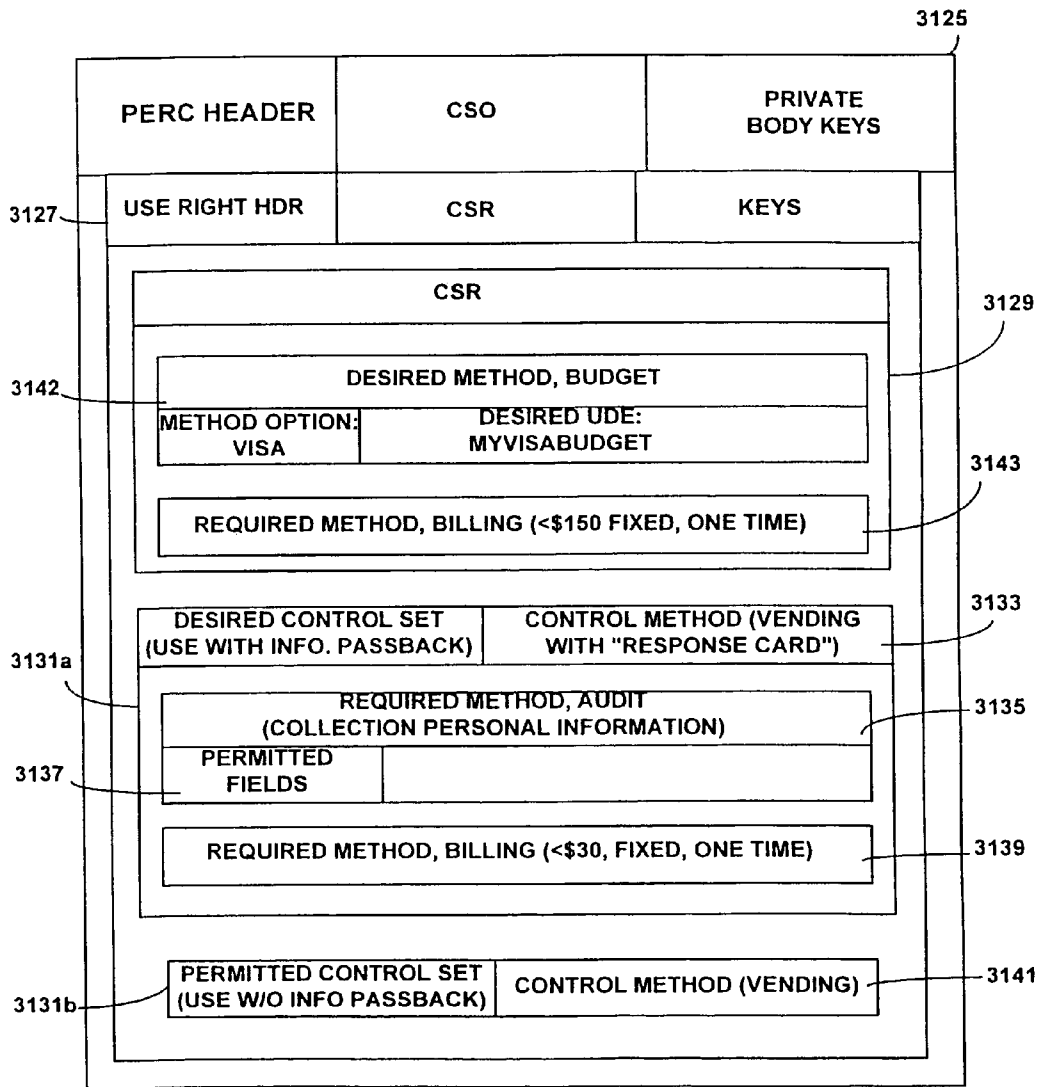 3125
PERC HEADER
CSO
PRIVATE
BODY KEYS
3127
USE RIGHT HDR
CSR
KEYS
CSR
3129
3142
DESIRED METHOD, BUDGET
METHOD OPTION:
VISA
DESIRED UDE:
MYVISABUDGET
3143
REQUIRED METHOD, BILLING (<$150 FIXED, ONE TIME)
3133
DESIRED CONTROL SET
(USE WITH INFO. PASSBACK)
CONTROL METHOD (VENDING
WITH "RESPONSE CARD")
3131a
REQUIRED METHOD, AUDIT
(COLLECTION PERSONAL INFORMATION)
3135
3137
PERMITTED
FIELDS
REQUIRED METHOD, BILLING (<$30, FIXED, ONE TIME)
3139
3131b
PERMITTED CONTROL SET
(USE W/O INFO PASSBACK)
CONTROL METHOD (VENDING)
3141